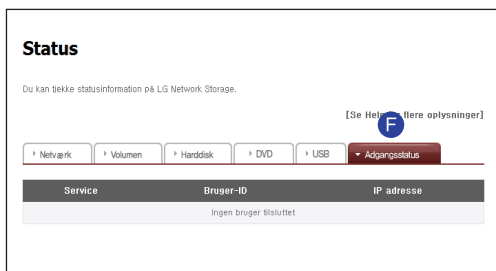 Status
Du kan tjekke statusinformation på LG Network Storage.
[Se Help flere oplysninger]
F
Netværk Volumen Harddisk DVD USB Adgangsstatus
Service Bruger-ID IP adresse
Ingen bruger tilsluttet